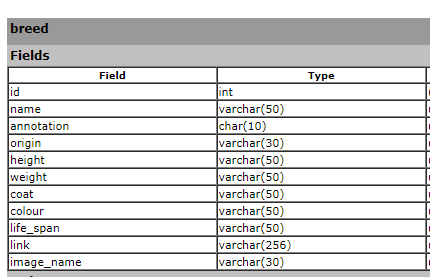 breed
Fields
Field Type
id int
name varchar(50)
annotation char(10)
origin varchar(30)
height varchar(50)
weight varchar(50)
coat varchar(50)
colour varchar(50)
life_span varchar(50)
link varchar(256)
image_name varchar(30)